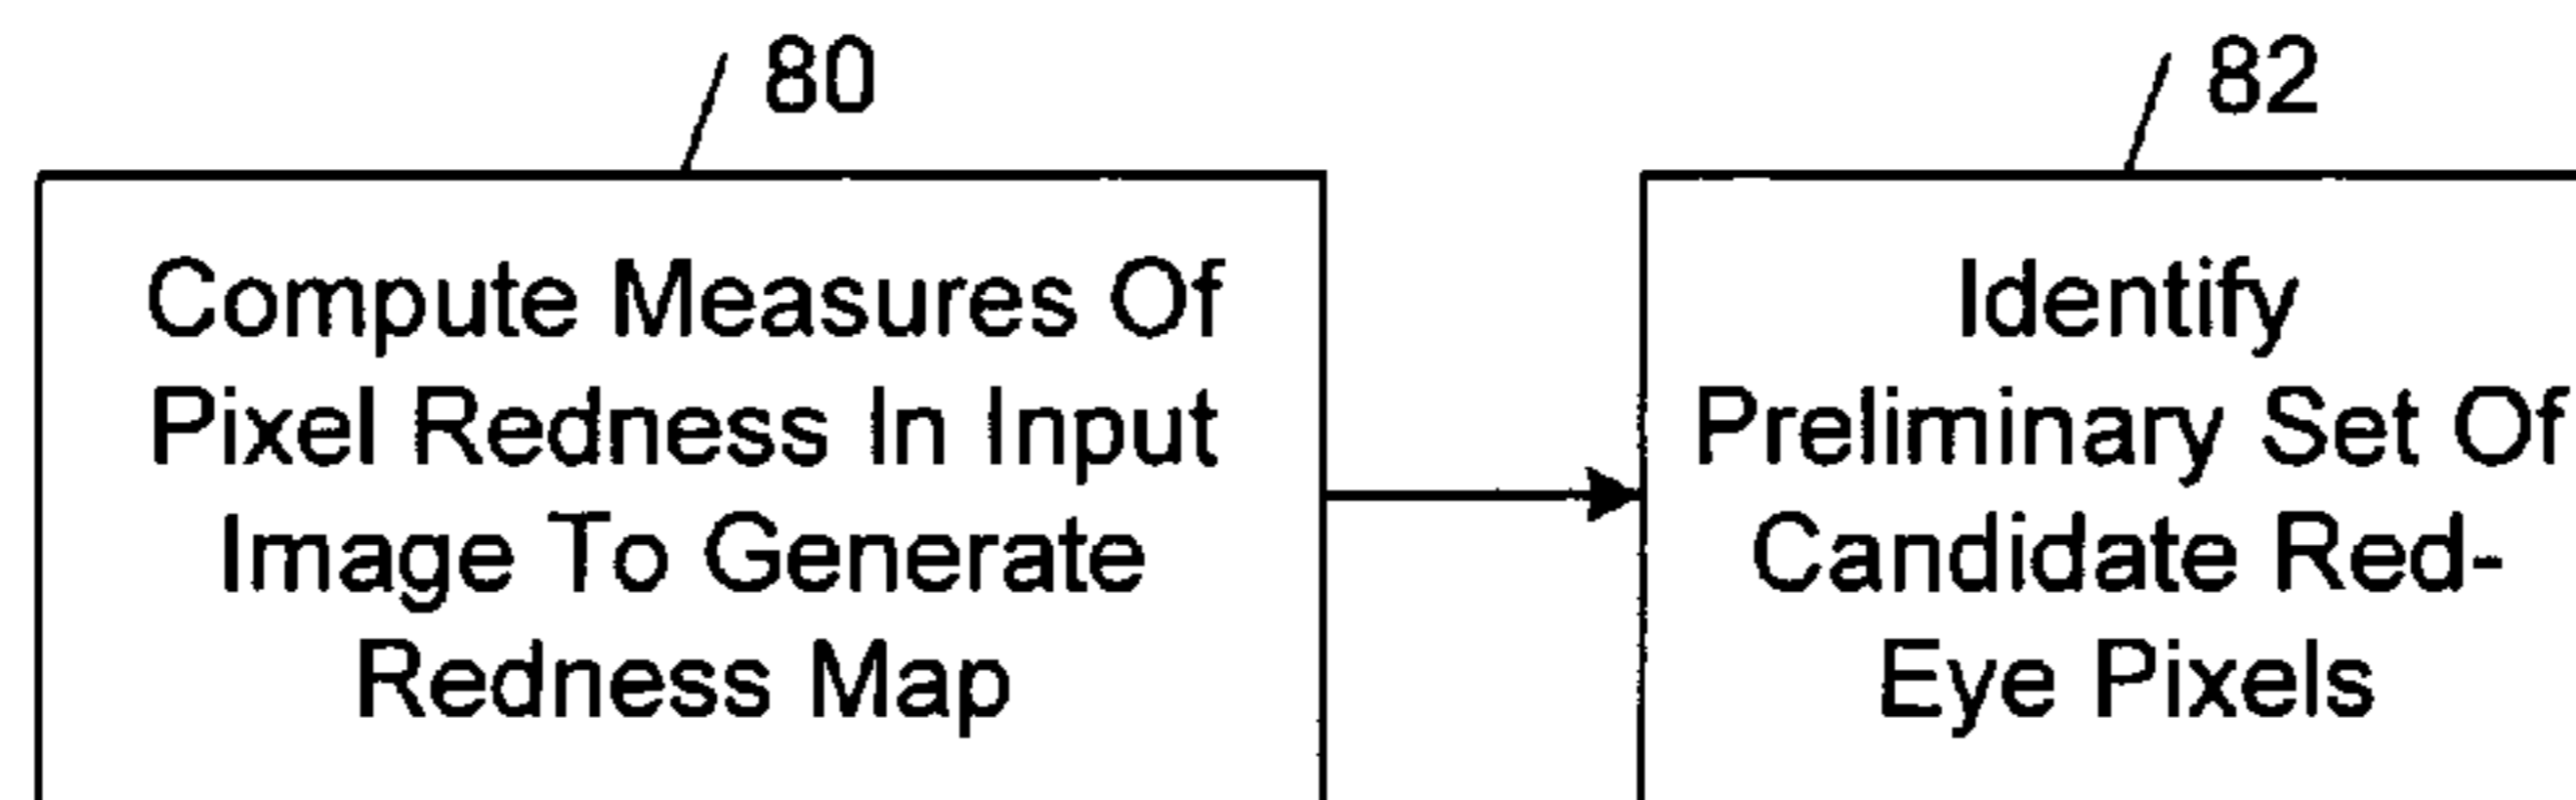 80
Compute Measures Of
Pixel Redness In Input
Image To Generate
Redness Map
82
Identify
Preliminary Set Of
Candidate Red-
Eye Pixels